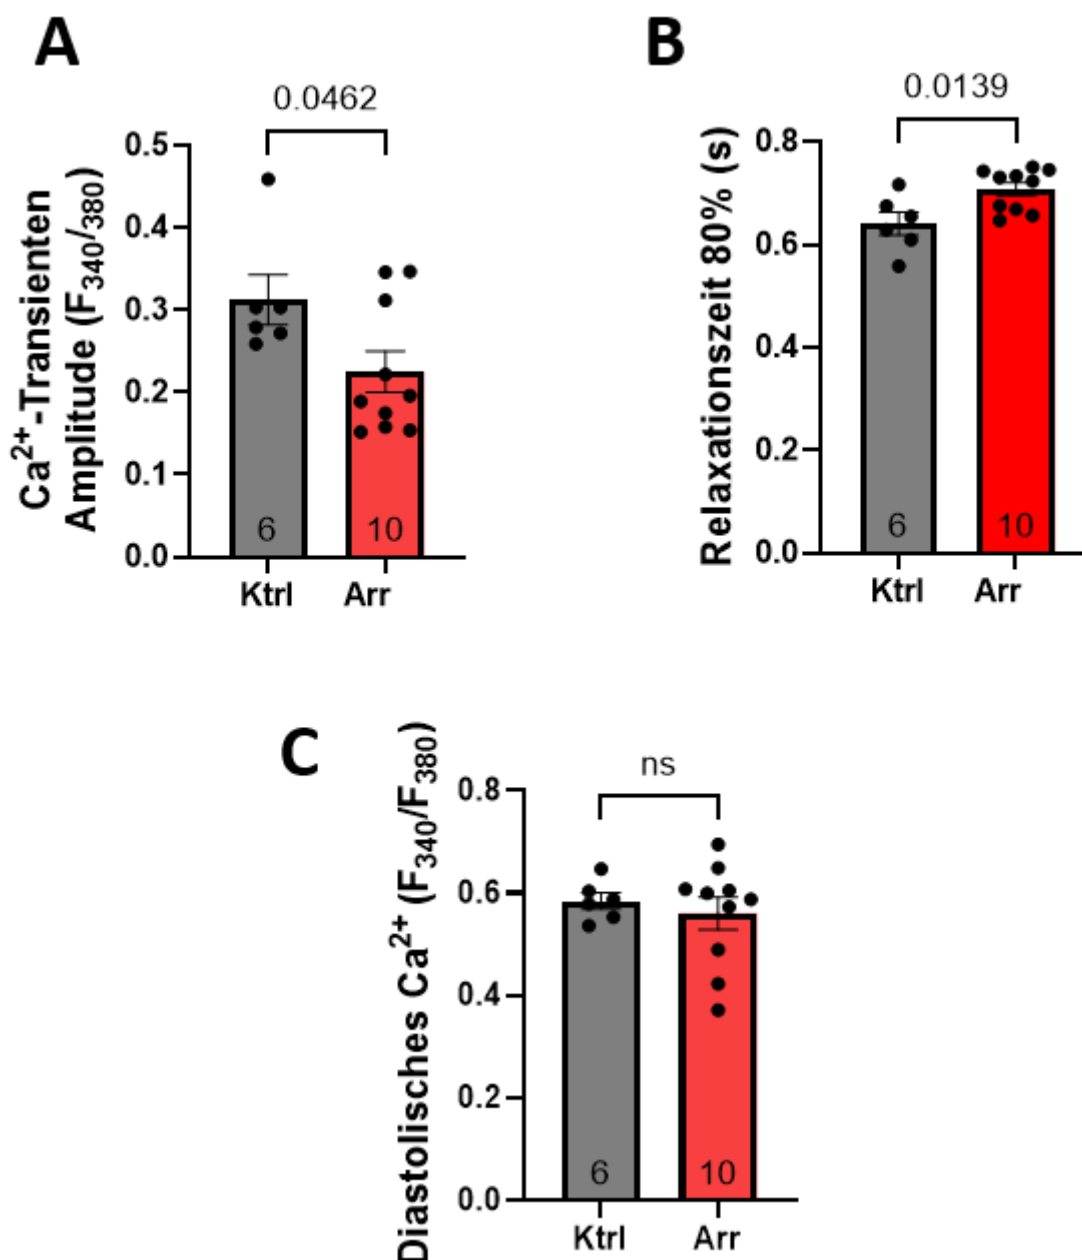 A
0.0462
Ca²⁺-Transienten
Amplitude (F₃₄₀/₃₈₀)
0.5
0.4
0.3
0.2
0.1
0.0
6
10
Ktrl
Arr
B
0.0139
Relaxationszeit 80% (s)
0.8
0.6
0.4
0.2
0.0
6
10
Ktrl
Arr
C
ns
Diastolisches Ca²⁺ (F₃₄₀/F₃₈₀)
0.8
0.6
0.4
0.2
0.0
6
10
Ktrl
Arr